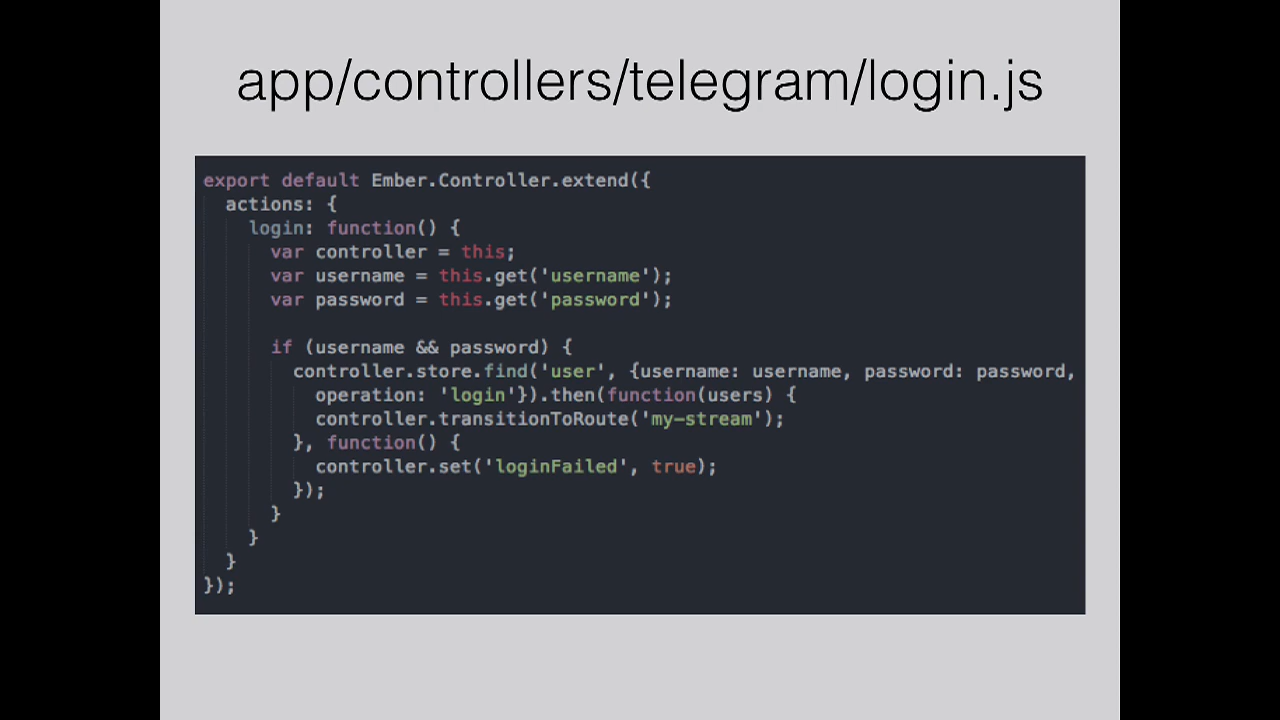 app/controllers/telegram/login.js
export default Ember.Controller.extend({
  actions: {
    login: function() {
      var controller = this;
      var username = this.get('username');
      var password = this.get('password');

      if (username && password) {
        controller.store.find('user', {username: username, password: password,
          operation: 'login'}).then(function(users) {
          controller.transitionToRoute('my-stream');
        }, function() {
          controller.set('loginFailed', true);
        });
      }
    }
  }
});